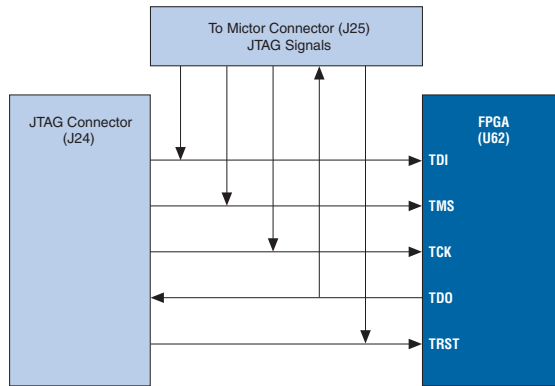 To Mictor Connector (J25)
JTAG Signals
JTAG Connector
(J24)
FPGA
(U62)
TDI
TMS
TCK
TDO
TRST